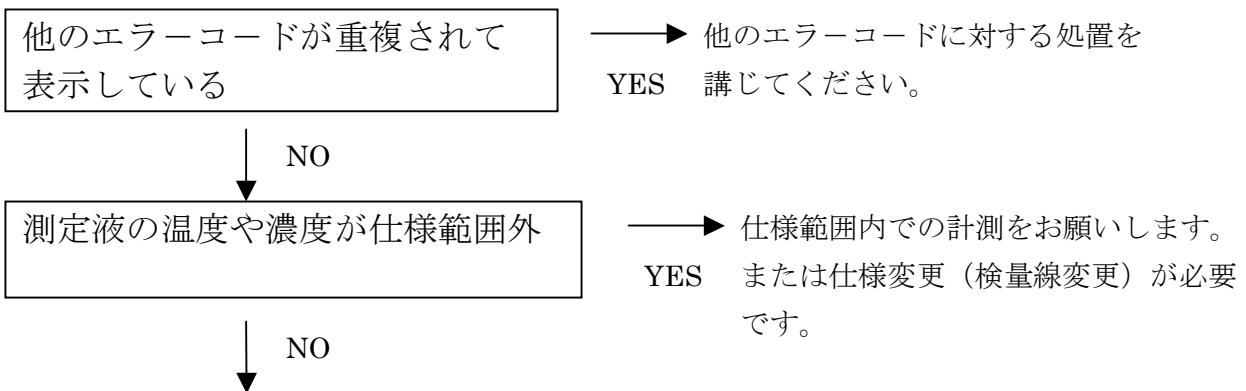 他のエラーコードが重複されて
表示している
他のエラーコードに対する処置を
YES 講じてください。
NO
測定液の温度や濃度が仕様範囲外
仕様範囲内での計測をお願いします。
YES または仕様変更（検量線変更）が必要
です。
NO